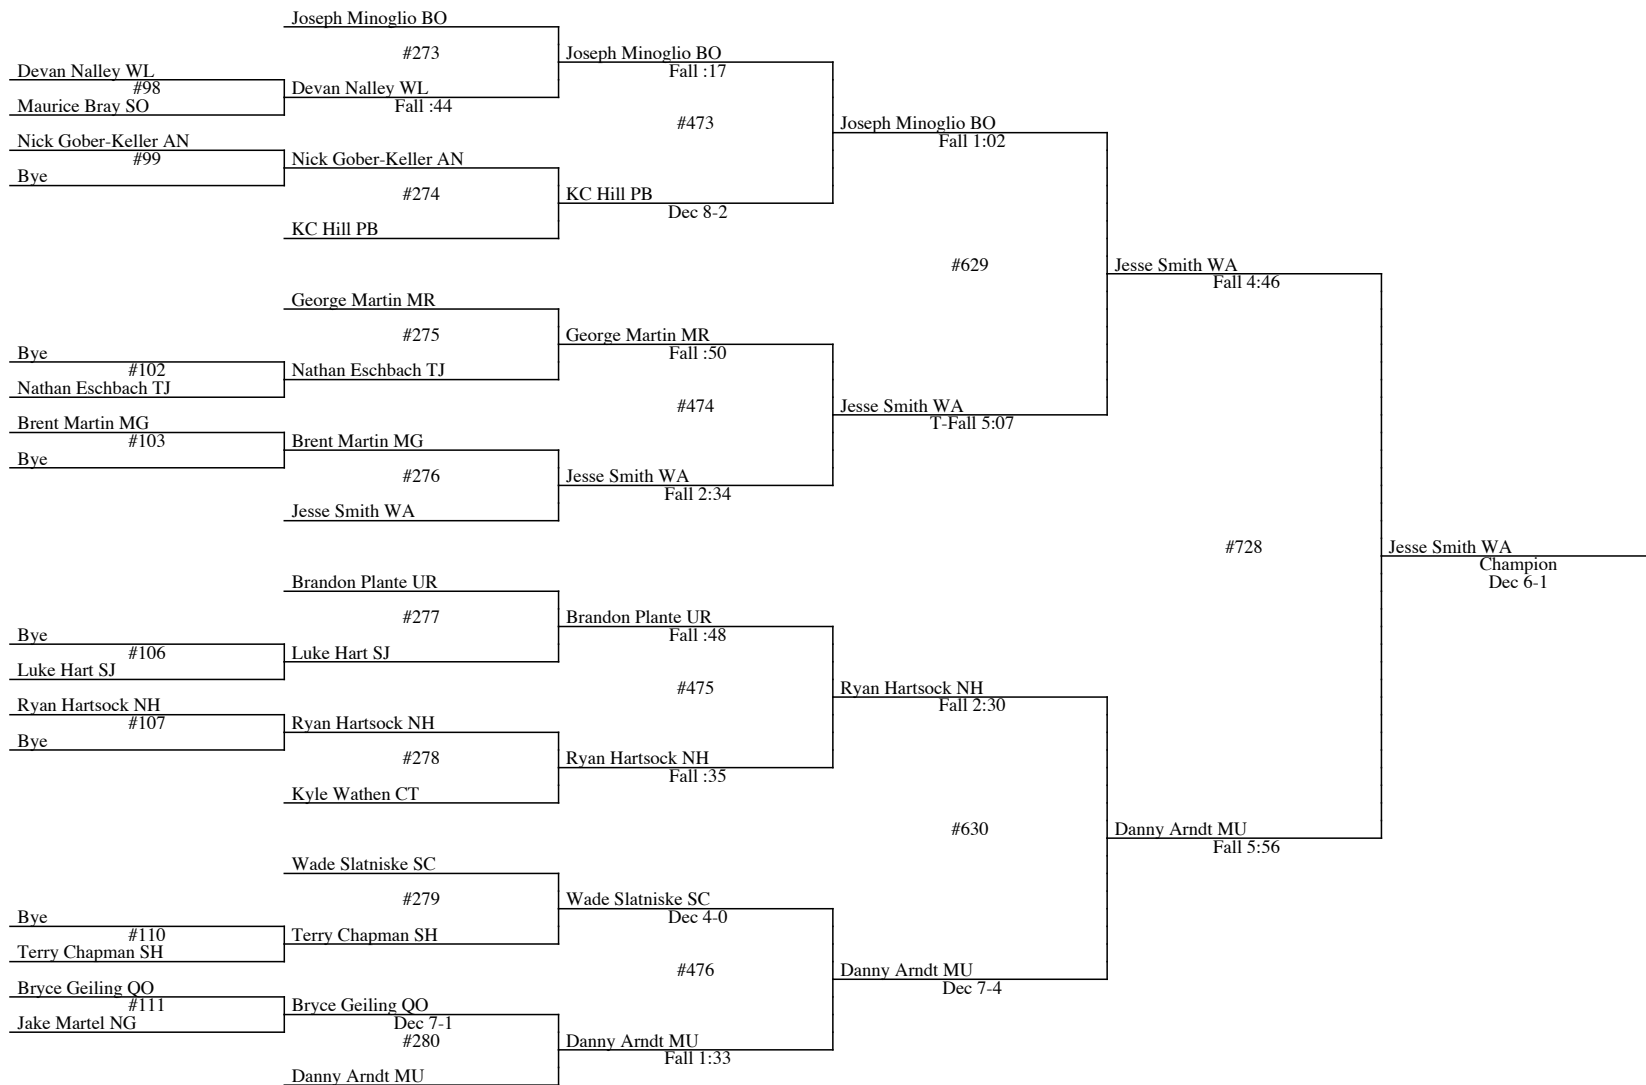 Joseph Minoglio BO
#273
Joseph Minoglio BO
Fall :17
Devan Nalley WL
#98
Devan Nalley WL
Fall :44
Maurice Bray SO
#473
Joseph Minoglio BO
Fall 1:02
Nick Gober-Keller AN
#99
Nick Gober-Keller AN
Bye
#274
KC Hill PB
Dec 8-2
KC Hill PB
#629
Jesse Smith WA
Fall 4:46
George Martin MR
#275
George Martin MR
Fall :50
Bye
#102
Nathan Eschbach TJ
Nathan Eschbach TJ
#474
Jesse Smith WA
T-Fall 5:07
Brent Martin MG
#103
Brent Martin MG
Bye
#276
Jesse Smith WA
Fall 2:34
Jesse Smith WA
#728
Jesse Smith WA
Champion
Dec 6-1
Brandon Plante UR
#277
Brandon Plante UR
Fall :48
Bye
#106
Luke Hart SJ
Luke Hart SJ
#475
Ryan Hartsock NH
Fall 2:30
Ryan Hartsock NH
#107
Ryan Hartsock NH
Bye
#278
Ryan Hartsock NH
Fall :35
Kyle Wathen CT
#630
Danny Arndt MU
Fall 5:56
Wade Slatniske SC
#279
Wade Slatniske SC
Dec 4-0
Bye
#110
Terry Chapman SH
Terry Chapman SH
#476
Danny Arndt MU
Dec 7-4
Bryce Geiling QO
#111
Bryce Geiling QO
Dec 7-1
Jake Martel NG
#280
Danny Arndt MU
Fall 1:33
Danny Arndt MU